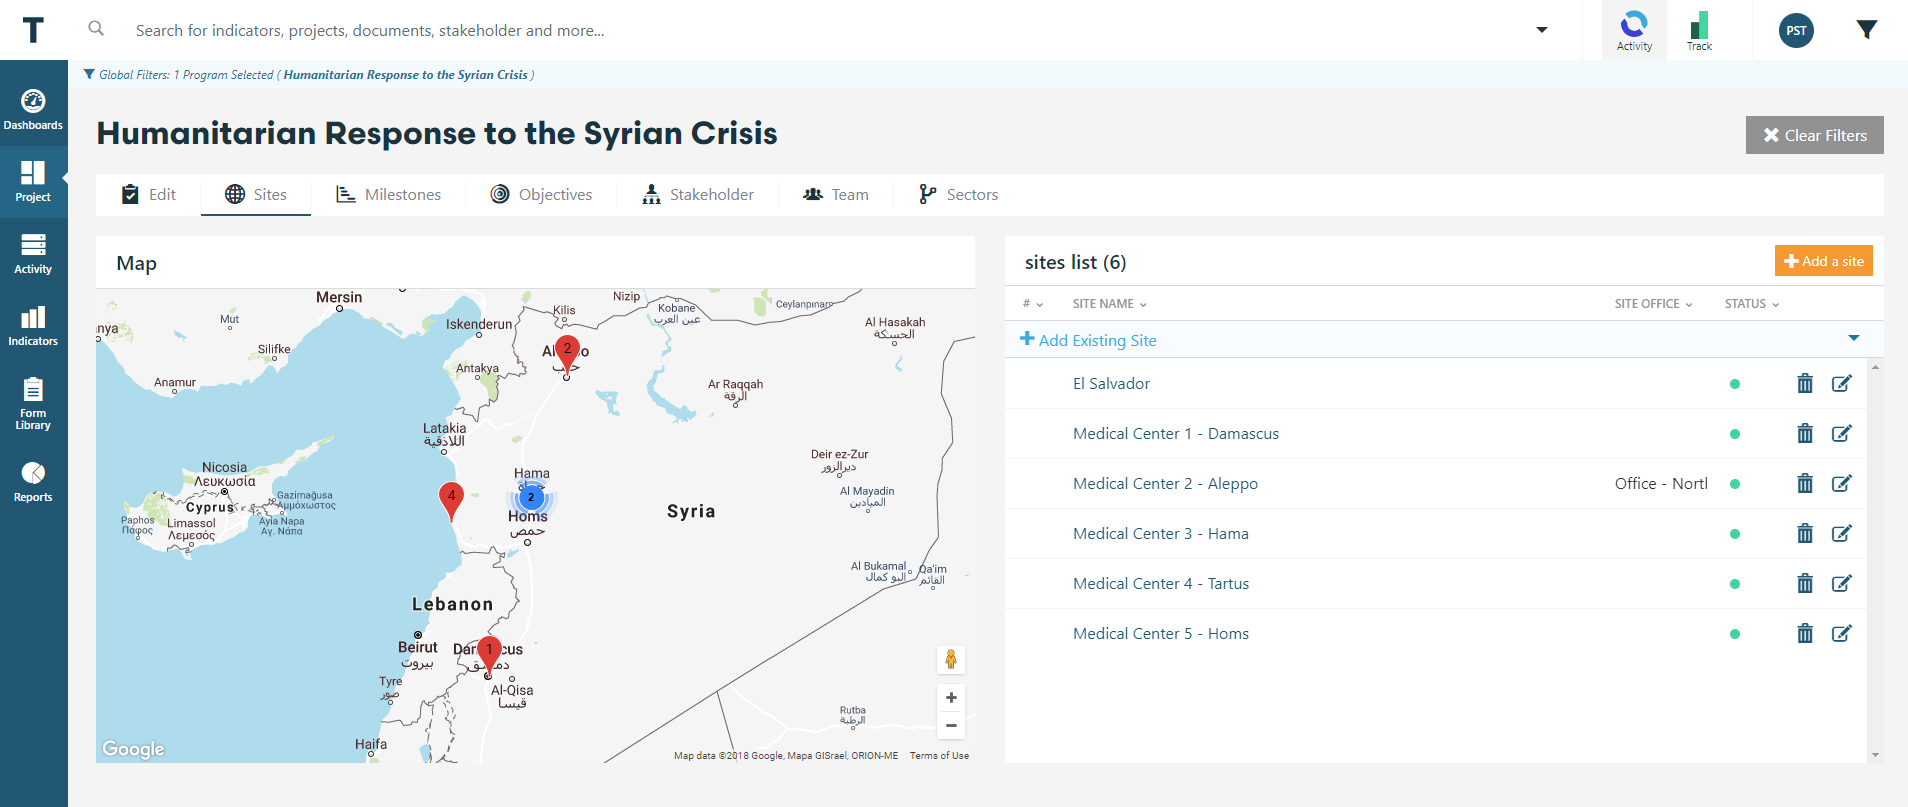 T
Search for indicators, projects, documents, stakeholder and more...
Activity
Track
PST
Global Filters: 1 Program Selected ( Humanitarian Response to the Syrian Crisis )
Dashboards
Project
Activity
Indicators
Form
Library
Reports
Humanitarian Response to the Syrian Crisis
Clear Filters
Edit
Sites
Milestones
Objectives
Stakeholder
Team
Sectors
Map
Mersin
Nizip
Kilis
Kobane
عين العرب
Ceylanpınarı
Mut
Iskenderun
Al Hasakah
الحسكة
Silifke
Antakya
2
Anamur
Ar Raqqah
الرقة
Latakia
اللاذقية
Deir ez-Zur
ديرالزور
Nicosia
Λευκωσία
Hama
Al Mayadin
الميادين
Gazimağusa
Αμμόχωστος
4
2
Cyprus
Paphos
Πάφος
Limassol
Λεμεσός
Ayia Napa
Αγ. Νάπα
Homs
حمص
Syria
Al Bukamal
البو كمال
Qa'im
القائم
Lebanon
Beirut
بيروت
1
Tyre
صور
Al-Qisa
قيسا
Rutba
الرطبة
Haifa
Google
Map data ©2018 Google, Mapa GISrael, ORION-ME
Terms of Use
sites list (6)
Add a site
#
SITE NAME
SITE OFFICE
STATUS
Add Existing Site
El Salvador
Medical Center 1 - Damascus
Medical Center 2 - Aleppo
Office - Nortl
Medical Center 3 - Hama
Medical Center 4 - Tartus
Medical Center 5 - Homs